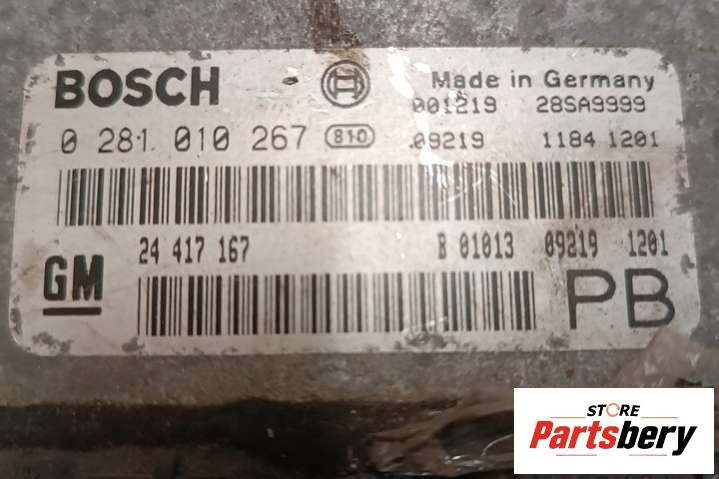 BOSCH Made in Germany
001219 28SA9999
0 281 010 267 810 09219 1184 1201
24 417 167 B 01013 09219 1201
GM PB
STORE
Partsbery